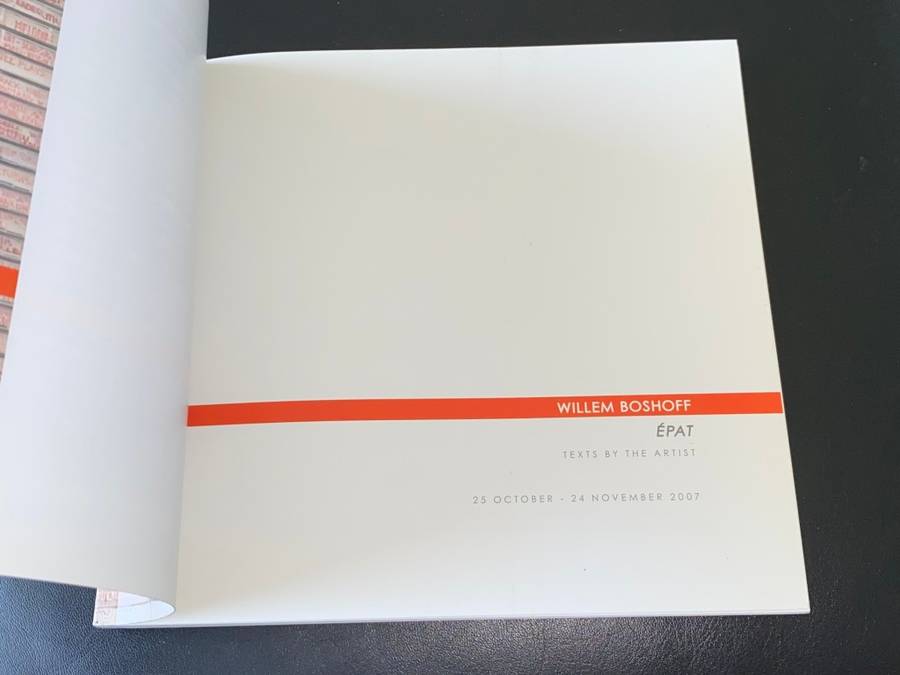 WILLEM BOSHOFF
ÉPAT
TEXTS BY THE ARTIST
25 OCTOBER - 24 NOVEMBER 2007